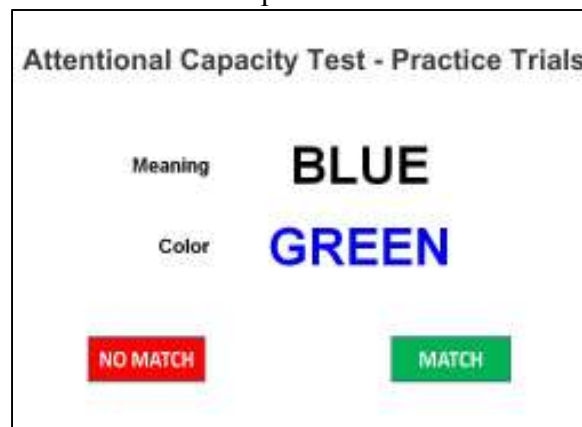 Attentional Capacity Test - Practice Trials
Meaning BLUE
Color GREEN
NO MATCH MATCH